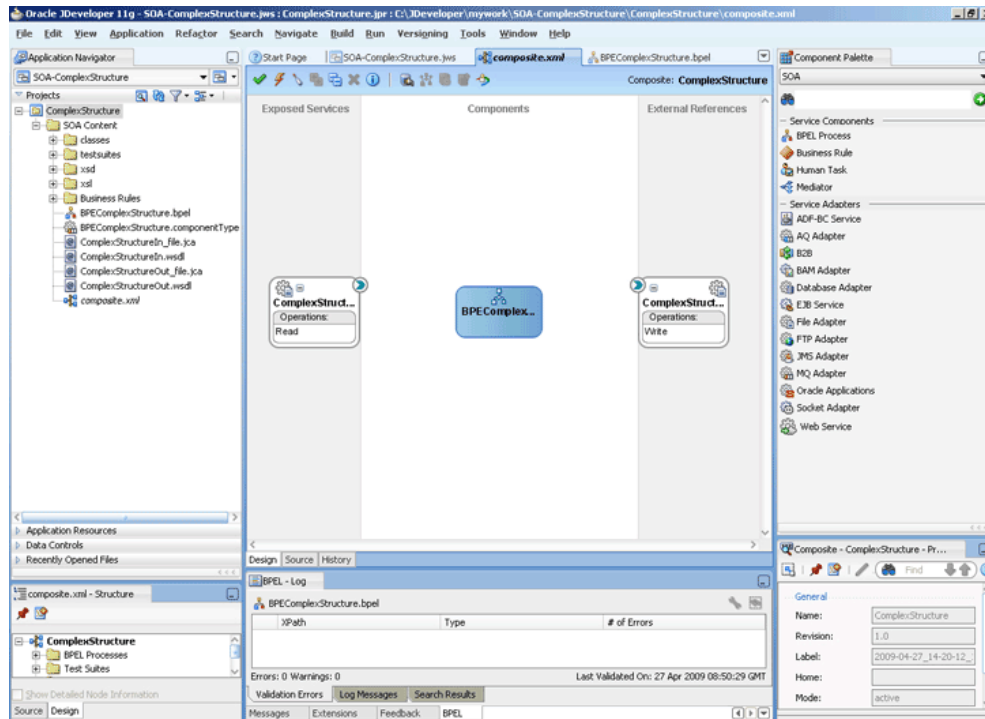 Oracle JDeveloper 11g - SOA-ComplexStructure.jws : ComplexStructure.jpr : C:\JDeveloper\mywork\SOA-ComplexStructure\ComplexStructure\composite.xml
File Edit View Application Refactor Search Navigate Build Run Versigning Tools Window Help
Application Navigator
SOA-ComplexStructure
Projects
ComplexStructure
SOA Content
classes
testsuites
xsd
xsl
Business Rules
BPEComplexStructure.bpel
BPEComplexStructure.componentType
ComplexStructureIn_file.jca
ComplexStructureIn.wsdl
ComplexStructureOut_file.jca
ComplexStructureOut.wsdl
composite.xml
Application Resources
Data Controls
Recently Opened Files
composite.xml - Structure
ComplexStructure
BPEL Processes
Test Suites
Show Detailed Node Information
Source Design
Start Page SOA-ComplexStructure.jws composite.xml BPEComplexStructure.bpel
Composite: ComplexStructure
Exposed Services Components External References
ComplexStruct...
Operations:
Read
BPEComplex...
ComplexStruct...
Operations:
Write
Design Source History
BPEL - Log
BPEComplexStructure.bpel
XPath Type # of Errors
Errors: 0 Warnings: 0 Last Validated On: 27 Apr 2009 08:50:29 GMT
Validation Errors Log Messages Search Results
Messages Extensions Feedback BPEL
Component Palette
SOA
Service Components
BPEL Process
Business Rule
Human Task
Mediator
Service Adapters
ADF-BC Service
AQ Adapter
B2B
BAM Adapter
Database Adapter
EJB Service
File Adapter
FTP Adapter
JMS Adapter
MQ Adapter
Oracle Applications
Socket Adapter
Web Service
Composite - ComplexStructure - Pr...
Find
General
Name: ComplexStructure
Revision: 1.0
Label: 2009-04-27_14-20-12_
Home:
Mode: active